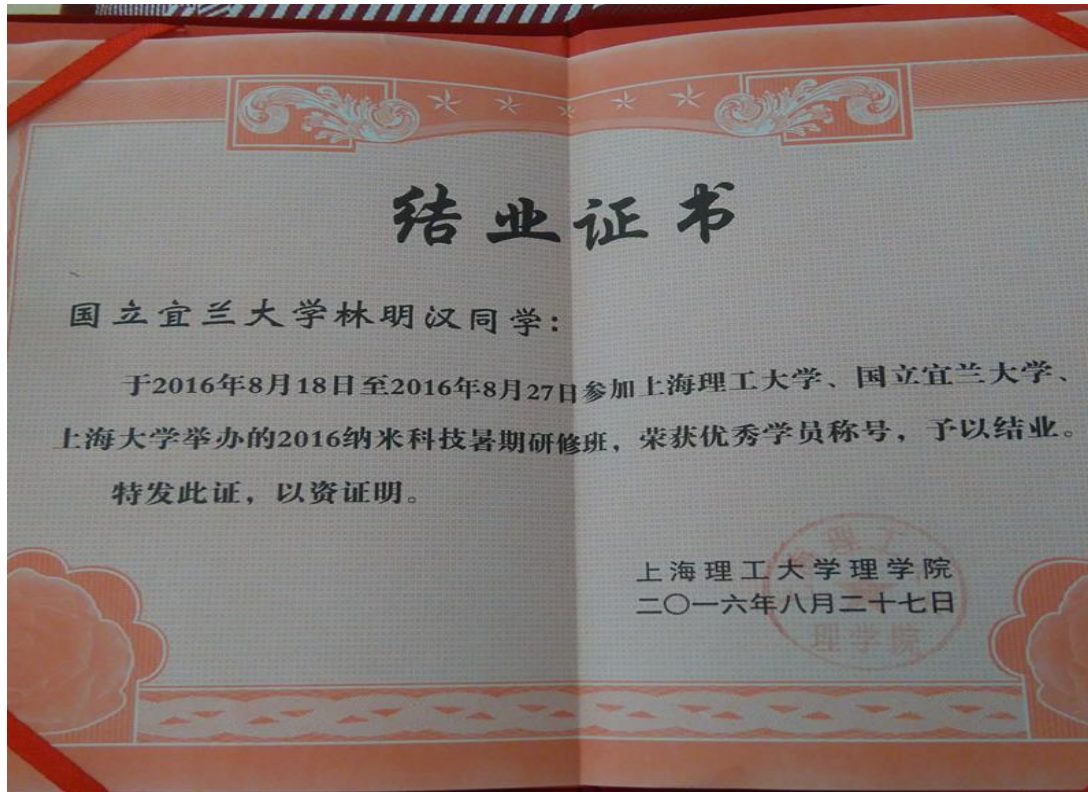 结业证书
国立宜兰大学林明汉同学：
于2016年8月18日至2016年8月27日参加上海理工大学、国立宜兰大学、
上海大学举办的2016纳米科技暑期研修班，荣获优秀学员称号，予以结业。
特发此证，以资证明。
上海理工大学理学院
二〇一六年八月二十七日
理学院